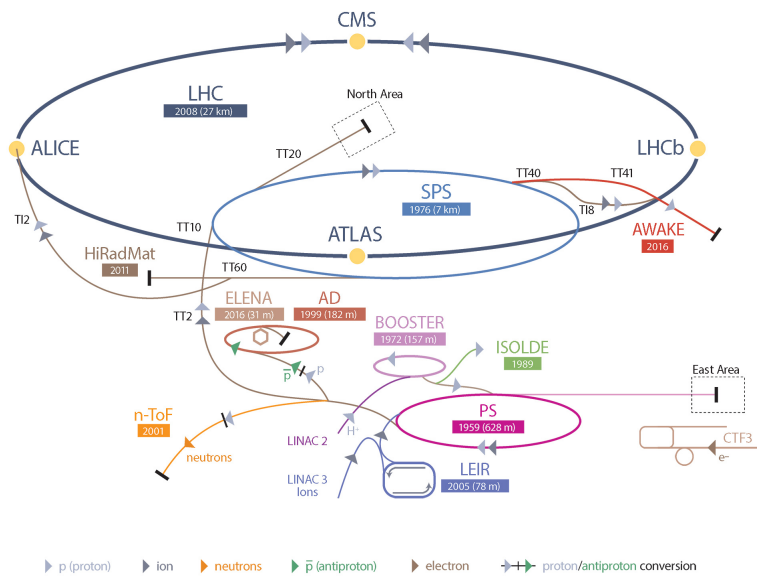 CMS
LHC
2008 (27 km)
North Area
TT20
ALICE
LHCb
TT40
TT41
SPS
1976 (7 km)
TI8
TI2
TT10
ATLAS
AWAKE
2016
HiRadMat
2011
TT60
ELENA
2016 (31 m)
AD
1999 (182 m)
TT2
BOOSTER
1972 (157 m)
ISOLDE
1989
p̅
p
East Area
n-ToF
2001
PS
1959 (628 m)
LINAC 2
H⁺
neutrons
CTF3
e–
LEIR
2005 (78 m)
LINAC 3
Ions
p (proton)
ion
neutrons
p̅ (antiproton)
electron
proton/antiproton conversion